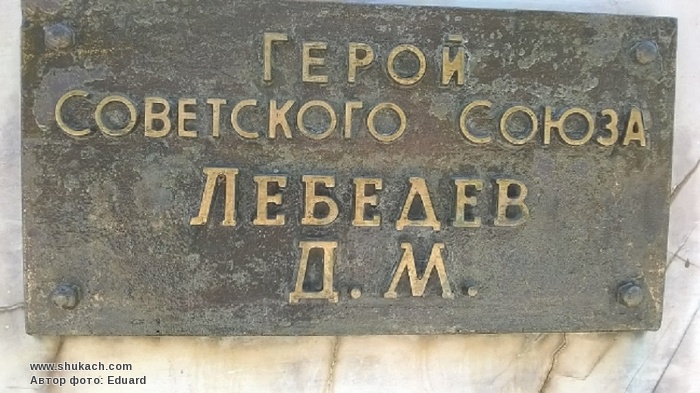 Герой
Советского Союза
Лебедев
Д. М.
www.shukach.com
Автор фото: Eduard